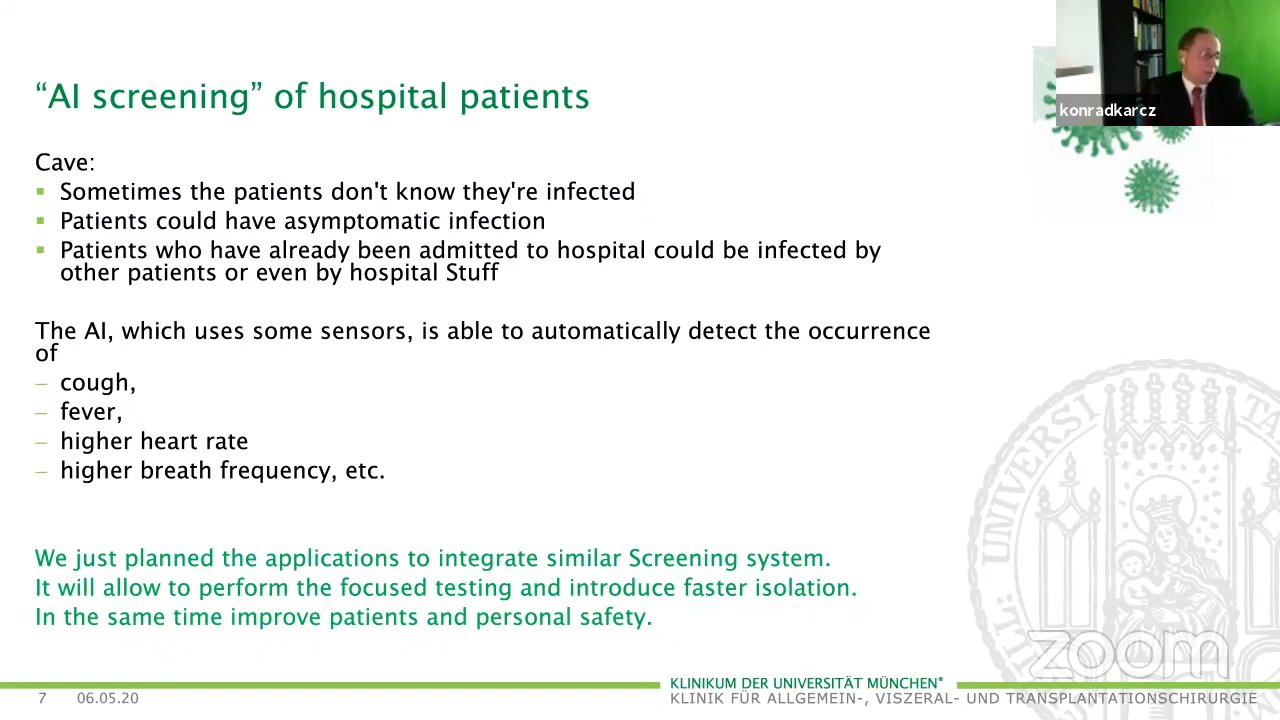 konradkarcz
“AI screening” of hospital patients
Cave:
▪ Sometimes the patients don't know they're infected
▪ Patients could have asymptomatic infection
▪ Patients who have already been admitted to hospital could be infected by
other patients or even by hospital Stuff
The AI, which uses some sensors, is able to automatically detect the occurrence
of
– cough,
– fever,
– higher heart rate
– higher breath frequency, etc.
We just planned the applications to integrate similar Screening system.
It will allow to perform the focused testing and introduce faster isolation.
In the same time improve patients and personal safety.
zoom
KLINIKUM DER UNIVERSITÄT MÜNCHEN®
7 06.05.20 KLINIK FÜR ALLGEMEIN-, VISZERAL- UND TRANSPLANTATIONSCHIRURGIE